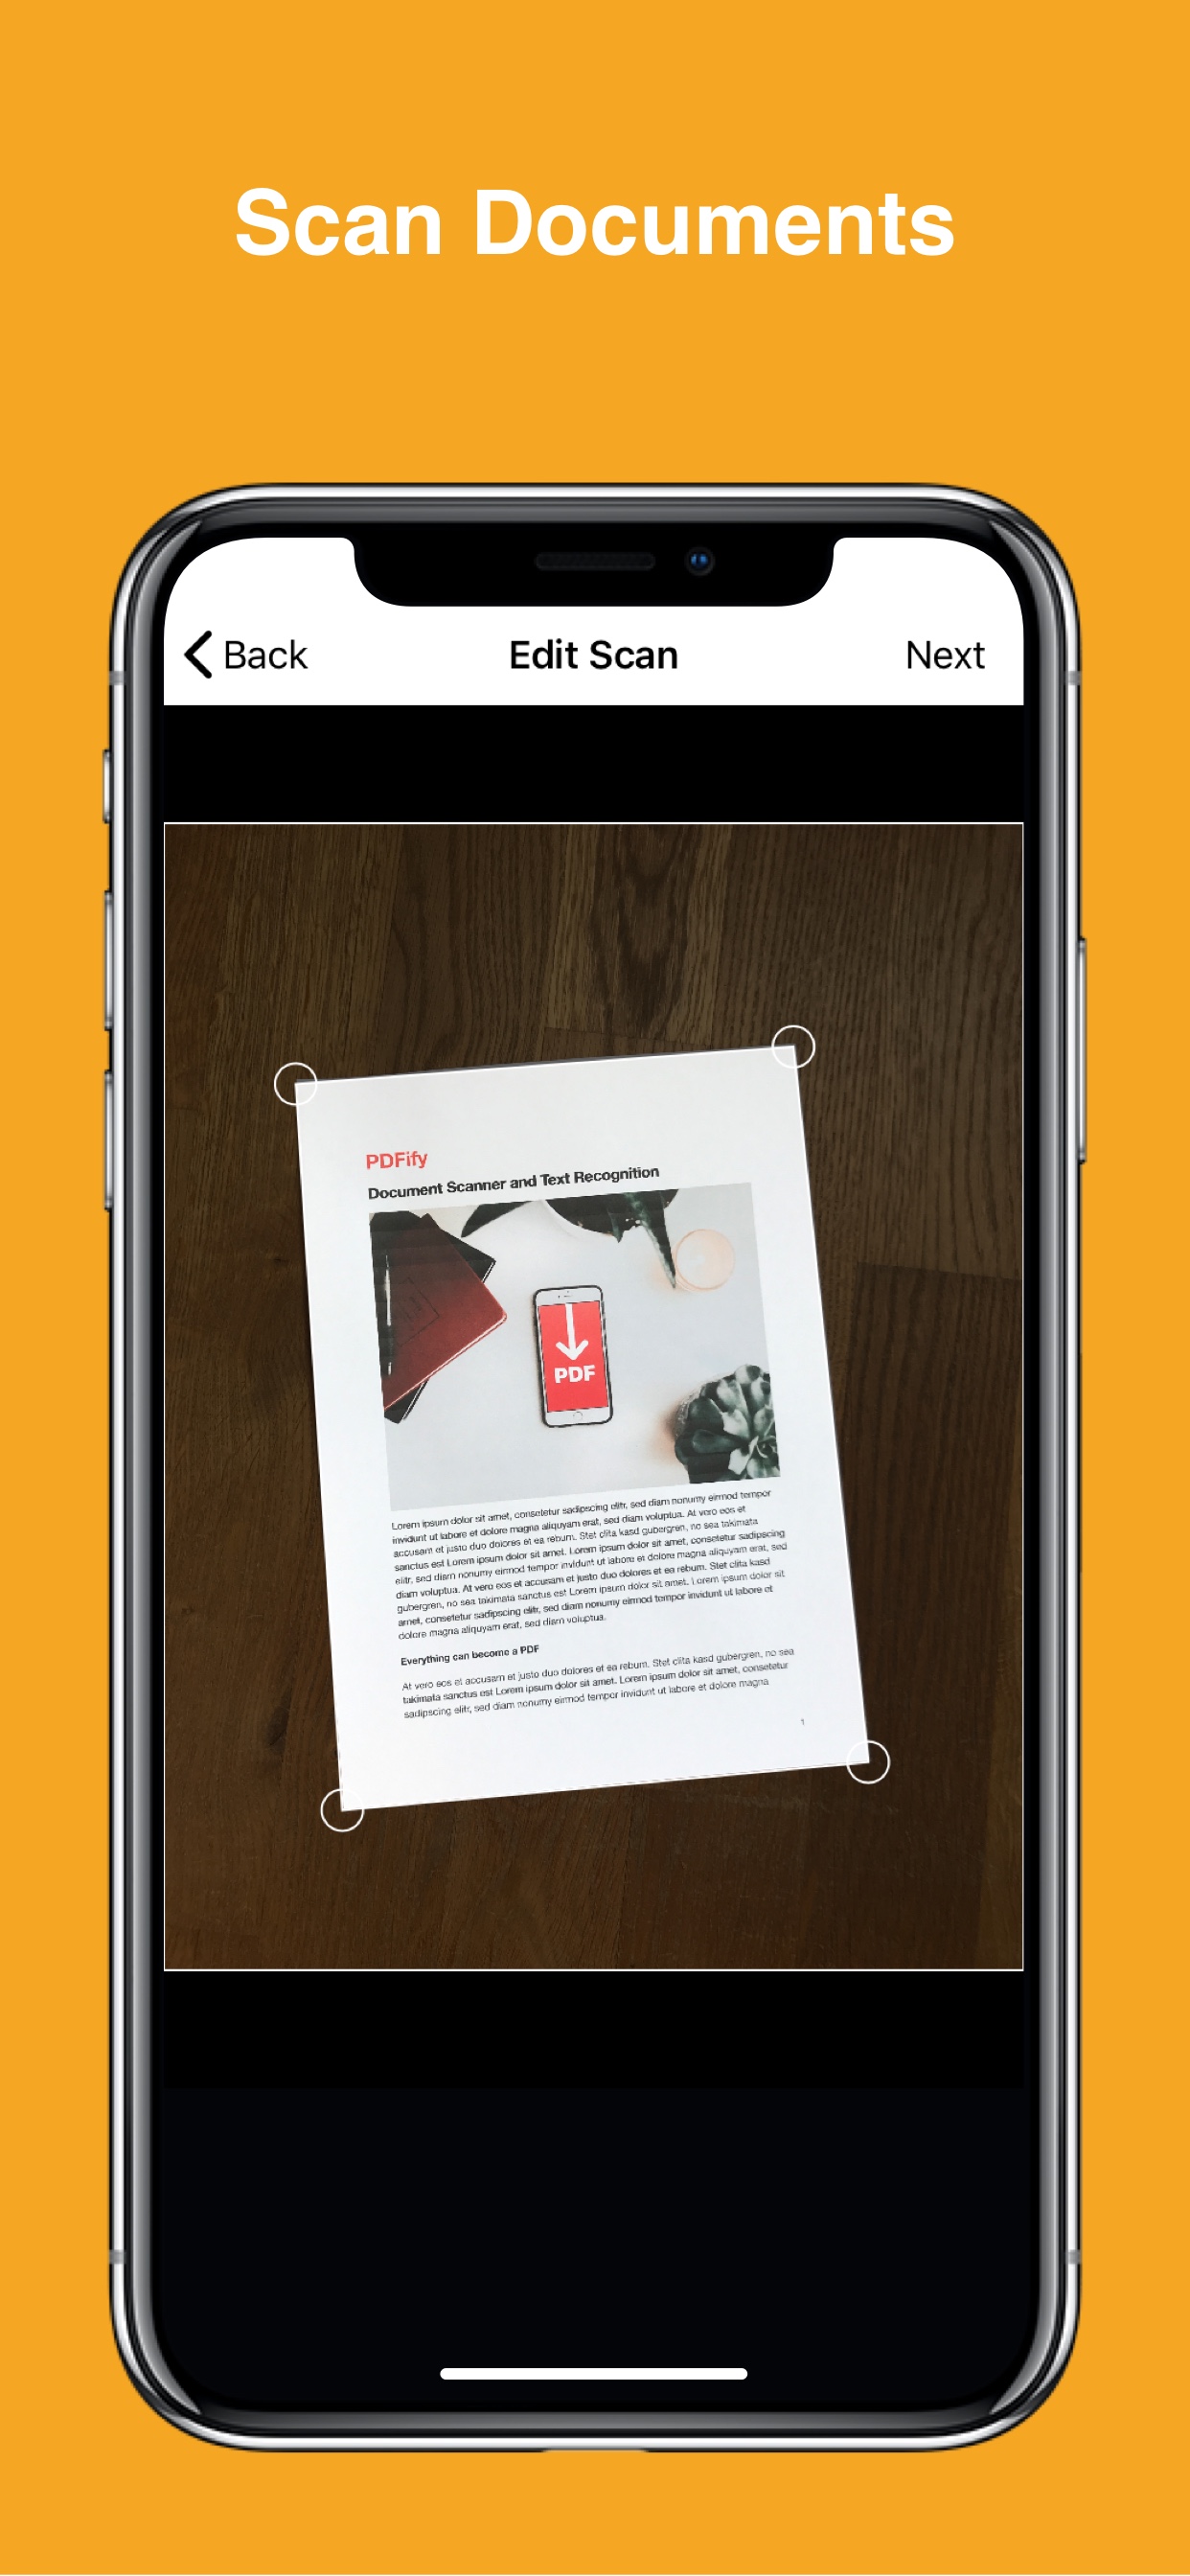 Scan Documents
Back
Edit Scan
Next
PDFify
Document Scanner and Text Recognition
PDF
Lorem ipsum dolor sit amet, consetetur sadipscing elitr, sed diam nonumy eirmod tempor
invidunt ut labore et dolore magna aliquyam erat, sed diam voluptua. At vero eos et
accusam et justo duo dolores et ea rebum. Stet clita kasd gubergren, no sea takimata
sanctus est Lorem ipsum dolor sit amet. Lorem ipsum dolor sit amet, consetetur sadipscing
elitr, sed diam nonumy eirmod tempor invidunt ut labore et dolore magna aliquyam erat, sed
diam voluptua. At vero eos et accusam et justo duo dolores et ea rebum. Stet clita kasd
gubergren, no sea takimata sanctus est Lorem ipsum dolor sit amet. Lorem ipsum dolor sit
amet, consetetur sadipscing elitr, sed diam nonumy eirmod tempor invidunt ut labore et
dolore magna aliquyam erat, sed diam voluptua.
Everything can become a PDF
At vero eos et accusam et justo duo dolores et ea rebum. Stet clita kasd gubergren, no sea
takimata sanctus est Lorem ipsum dolor sit amet. Lorem ipsum dolor sit amet, consetetur
sadipscing elitr, sed diam nonumy eirmod tempor invidunt ut labore et dolore magna
1